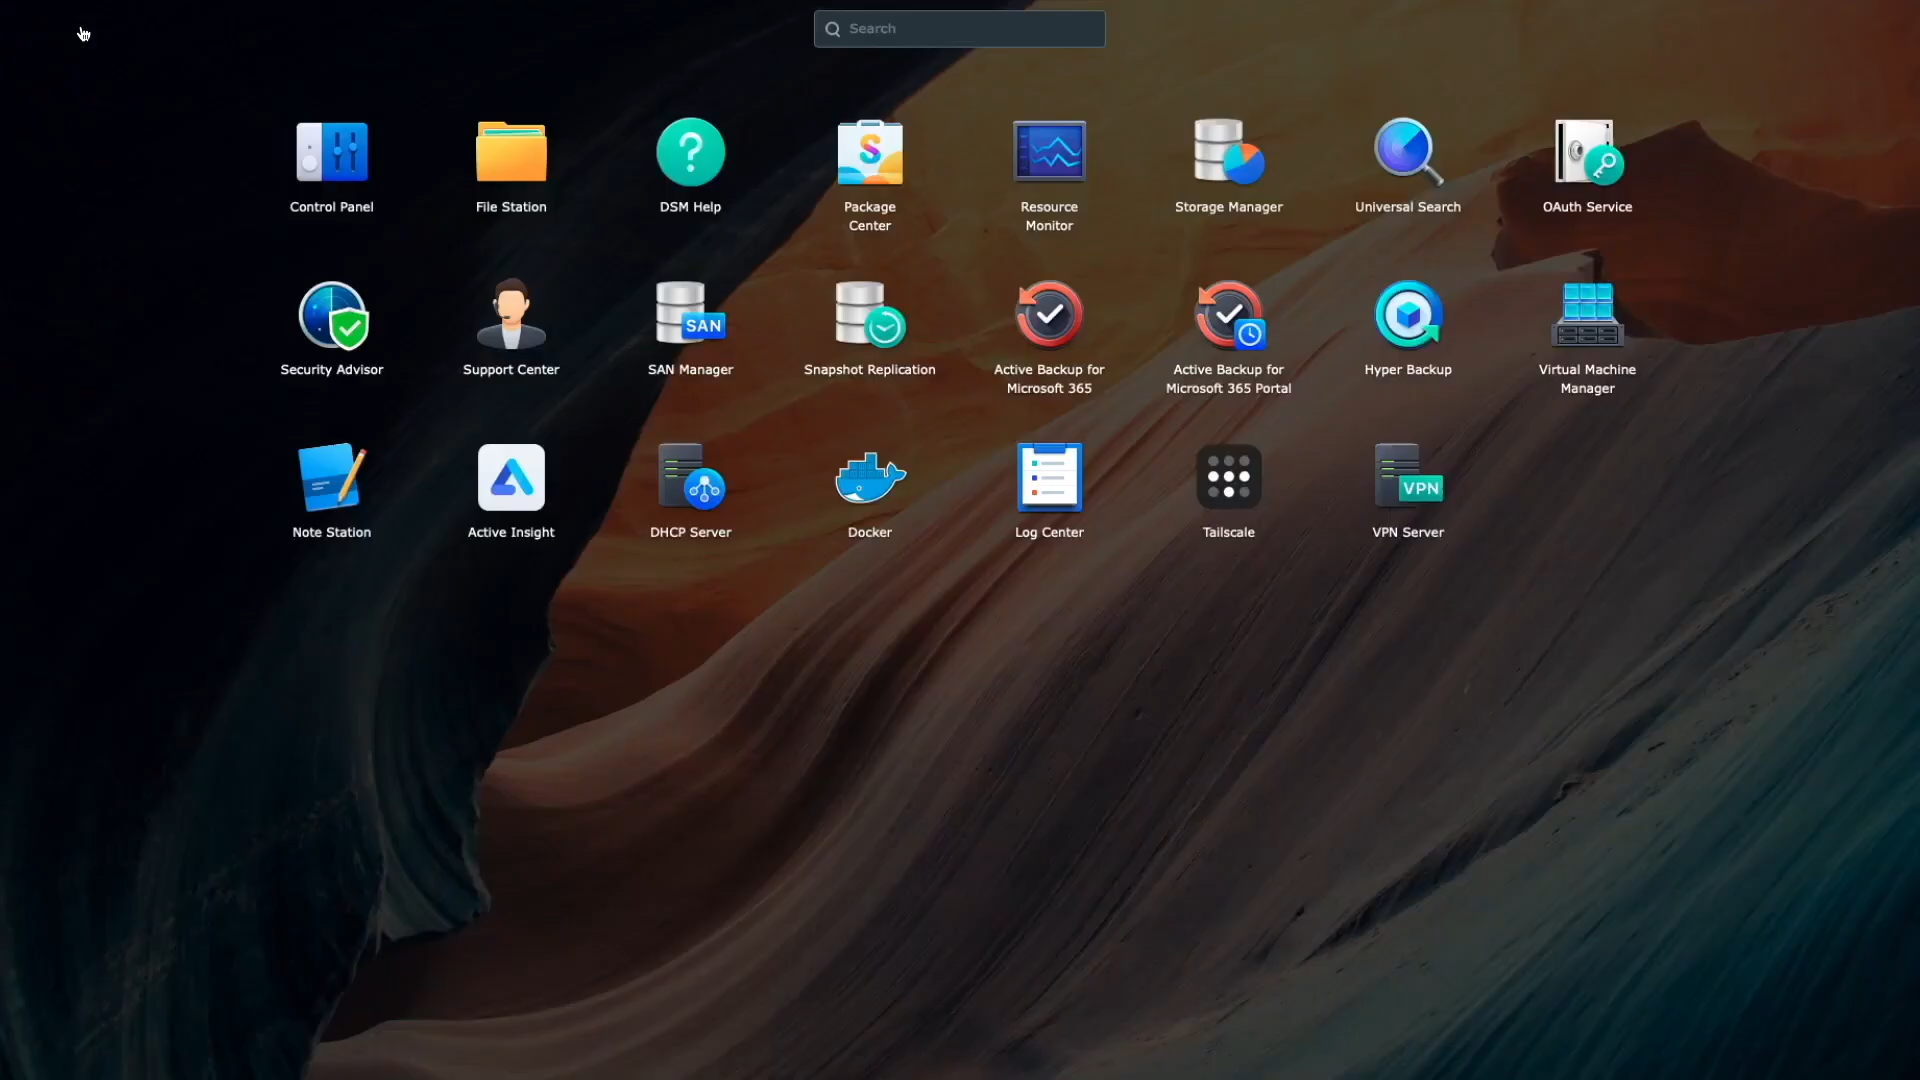 Search
Control Panel
File Station
DSM Help
Package
Center
Resource
Monitor
Storage Manager
Universal Search
OAuth Service
Security Advisor
Support Center
SAN
SAN Manager
Snapshot Replication
Active Backup for
Microsoft 365
Active Backup for
Microsoft 365 Portal
Hyper Backup
Virtual Machine
Manager
Note Station
Active Insight
DHCP Server
Docker
Log Center
Tailscale
VPN
VPN Server